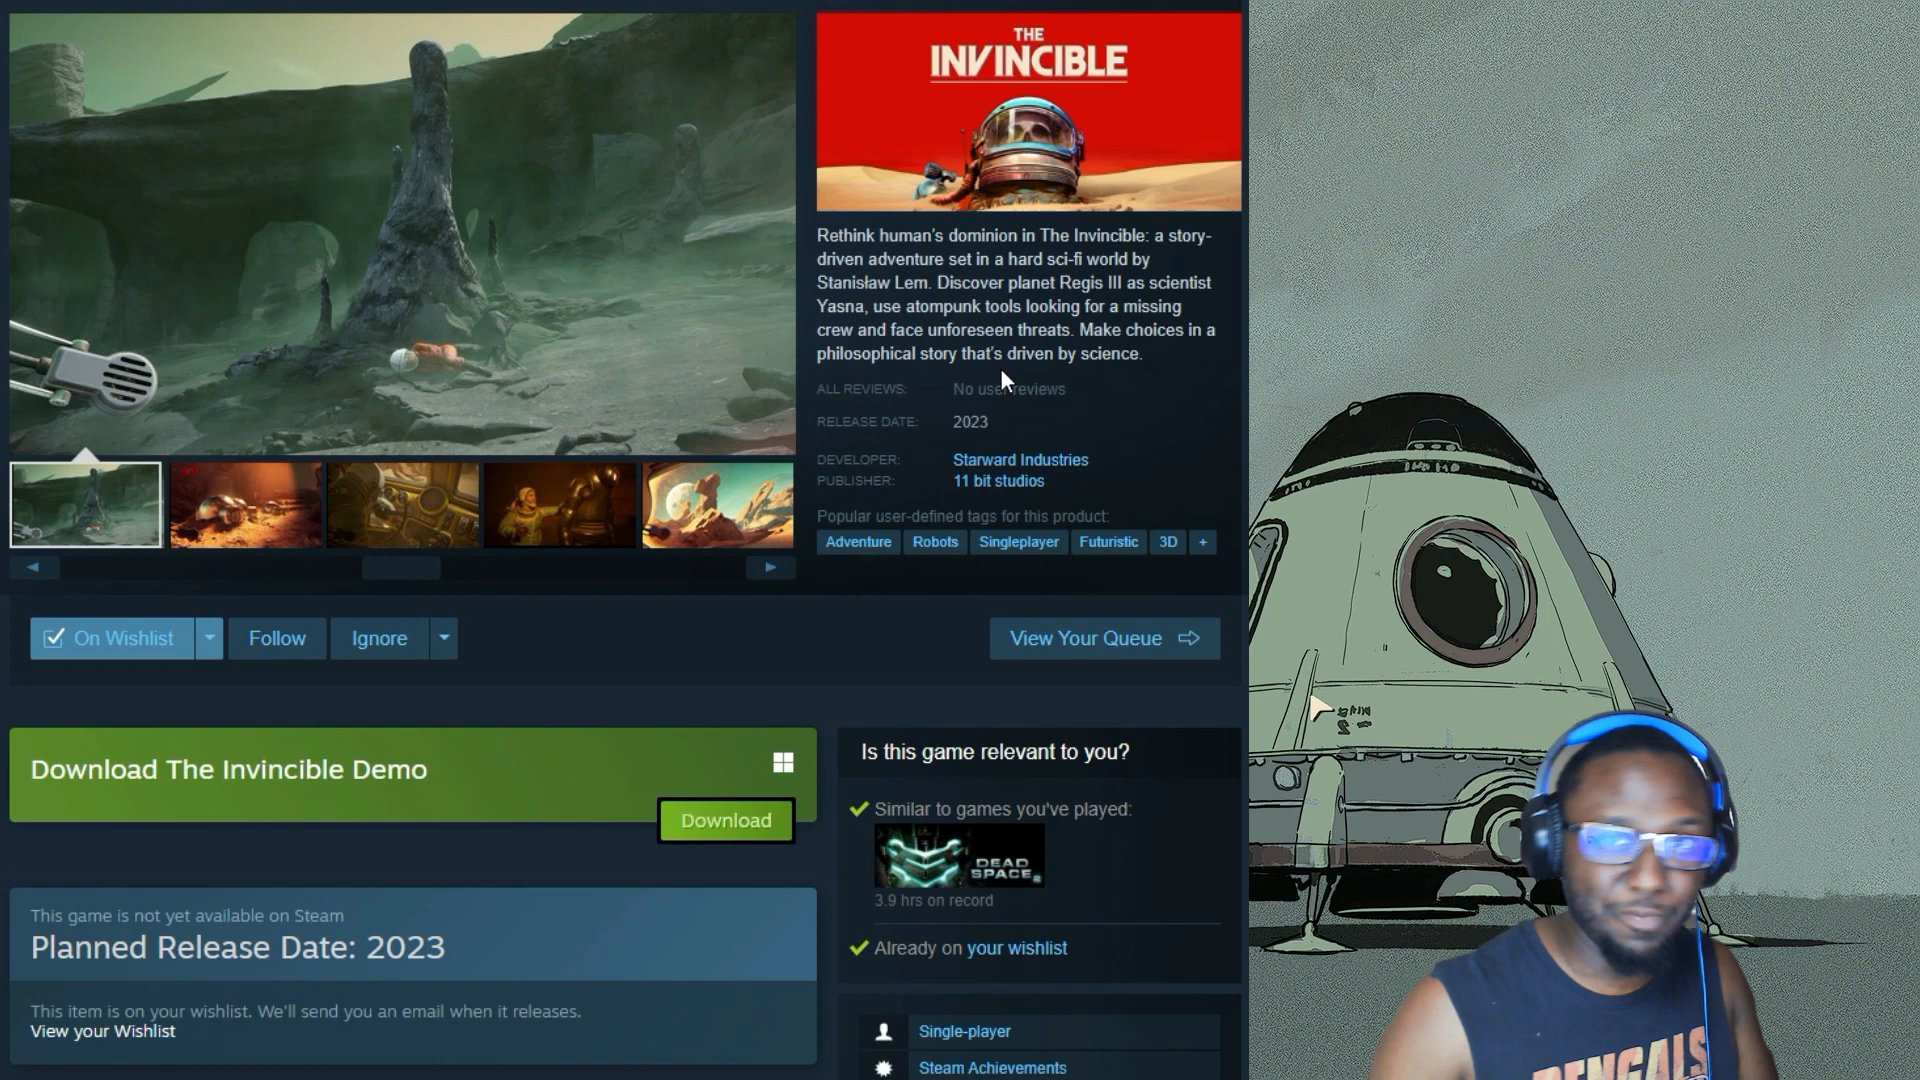 THE
INVINCIBLE
Rethink human's dominion in The Invincible: a story-
driven adventure set in a hard sci-fi world by
Stanisław Lem. Discover planet Regis III as scientist
Yasna, use atompunk tools looking for a missing
crew and face unforeseen threats. Make choices in a
philosophical story that's driven by science.
ALL REVIEWS: No user reviews
RELEASE DATE: 2023
DEVELOPER: Starward Industries
PUBLISHER: 11 bit studios
Popular user-defined tags for this product:
Adventure Robots Singleplayer Futuristic 3D +
On Wishlist Follow Ignore View Your Queue
Download The Invincible Demo
Download
This game is not yet available on Steam
Planned Release Date: 2023
This item is on your wishlist. We'll send you an email when it releases.
View your Wishlist
Is this game relevant to you?
Similar to games you've played:
DEAD
SPACE 2
3.9 hrs on record
Already on your wishlist
Single-player
Steam Achievements
BENGALS